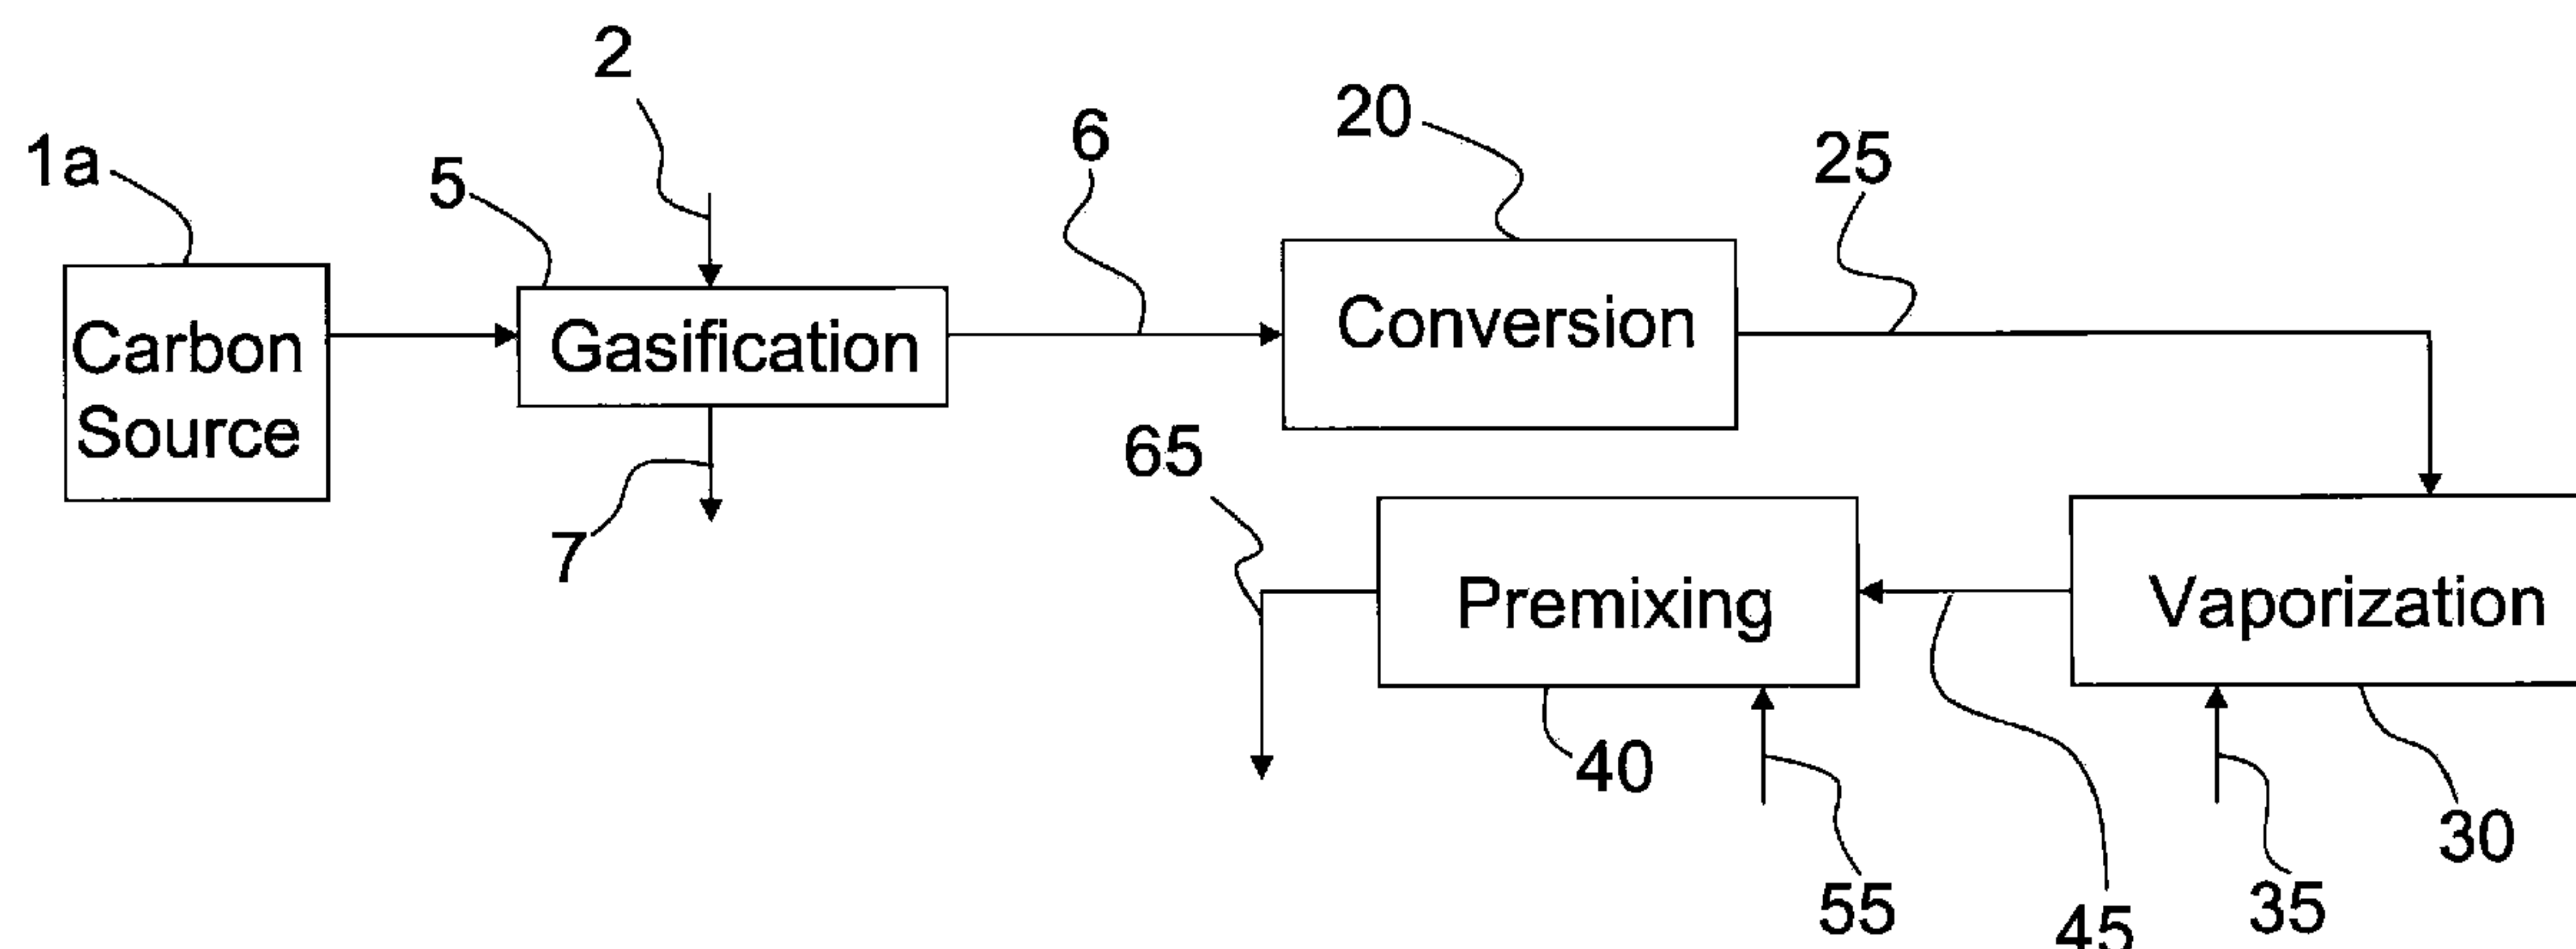 2
1a
5
6
20
25
Carbon
Source
Gasification
Conversion
65
7
Premixing
Vaporization
40
55
45
35
30